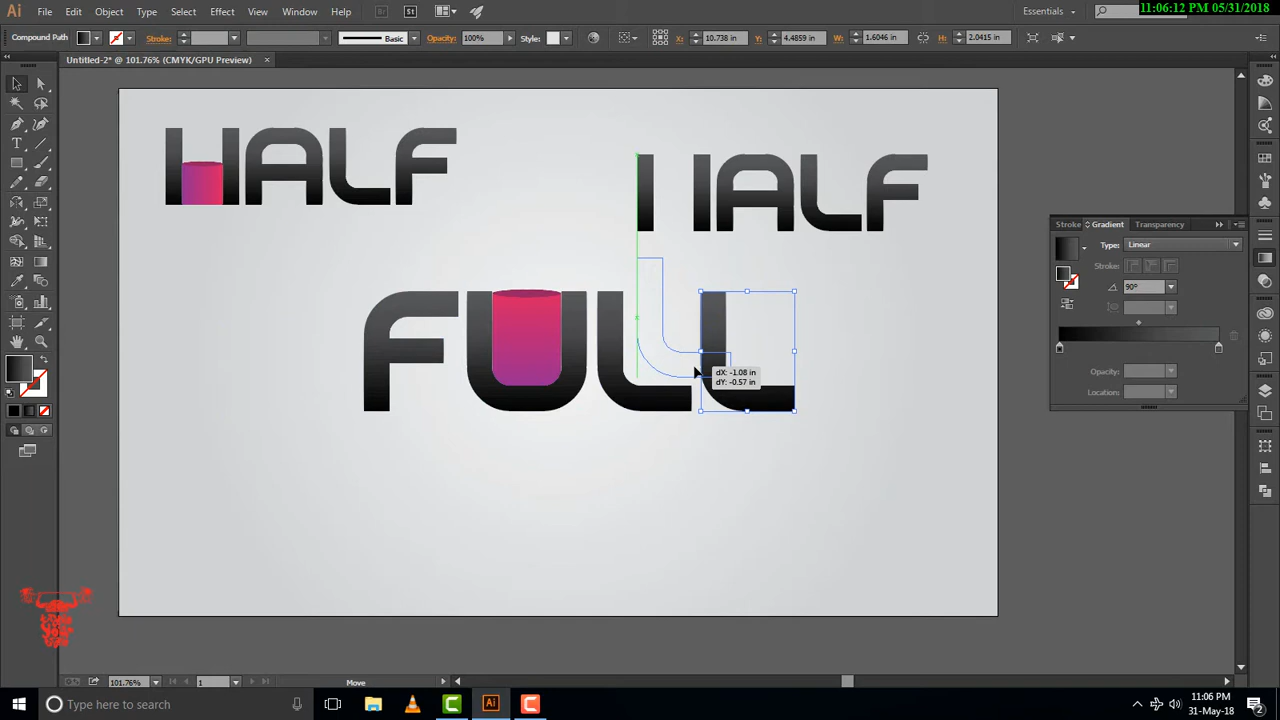 11:06:12 PM 05/31/2018
Ai File Edit Object Type Select Effect View Window Help Br St Essentials
Compound Path Stroke: Basic Opacity: 100% Style: X: 10.738 in Y: 4.4859 in W: 1.6046 in H: 2.0415 in
Untitled-2* @ 101.76% (CMYK/GPU Preview) ×
HALF
I IALF
FULL
dX: -1.08 in
dY: -0.57 in
Stroke Gradient Transparency
Type: Linear
Stroke:
90°
Opacity:
Location:
101.76% 1 Move
Type here to search
Ai
11:06 PM
31-May-18
2